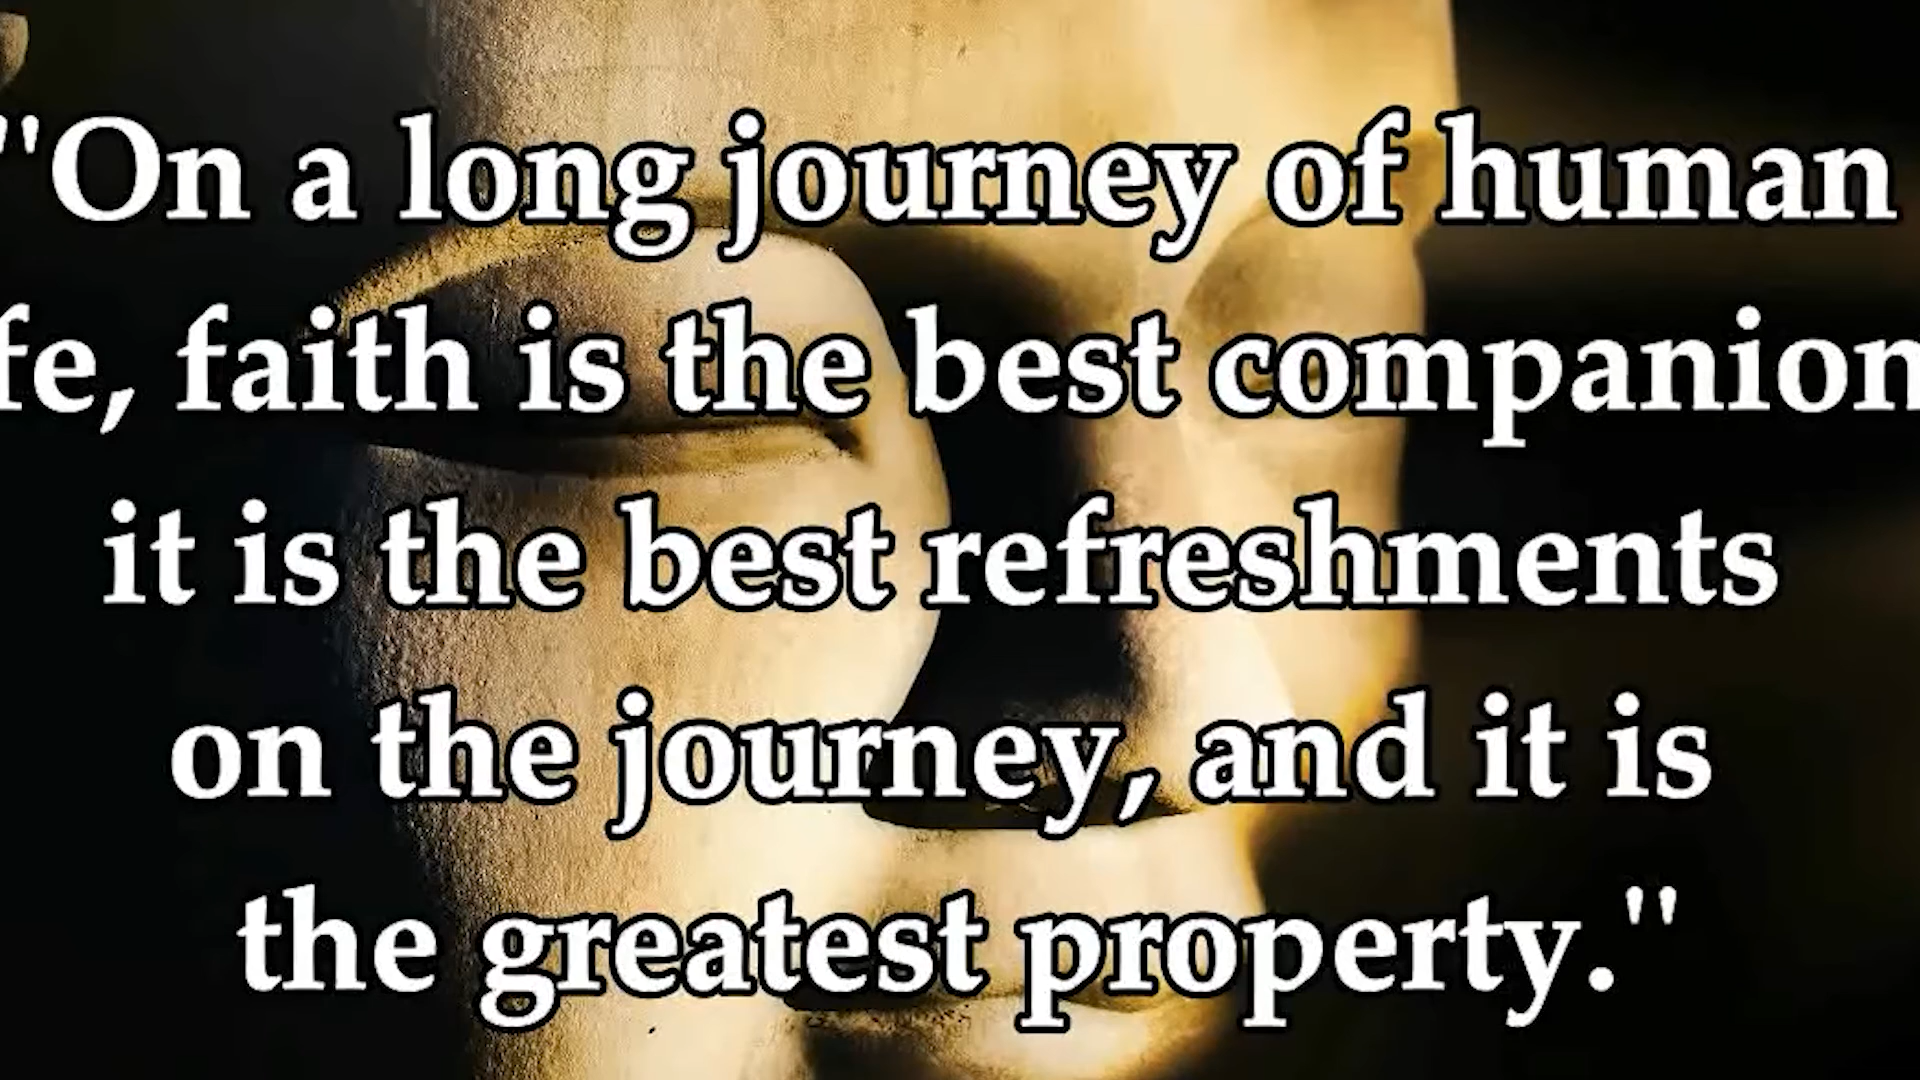 "On a long journey of human
fe, faith is the best companion
it is the best refreshments
on the journey, and it is
the greatest property."